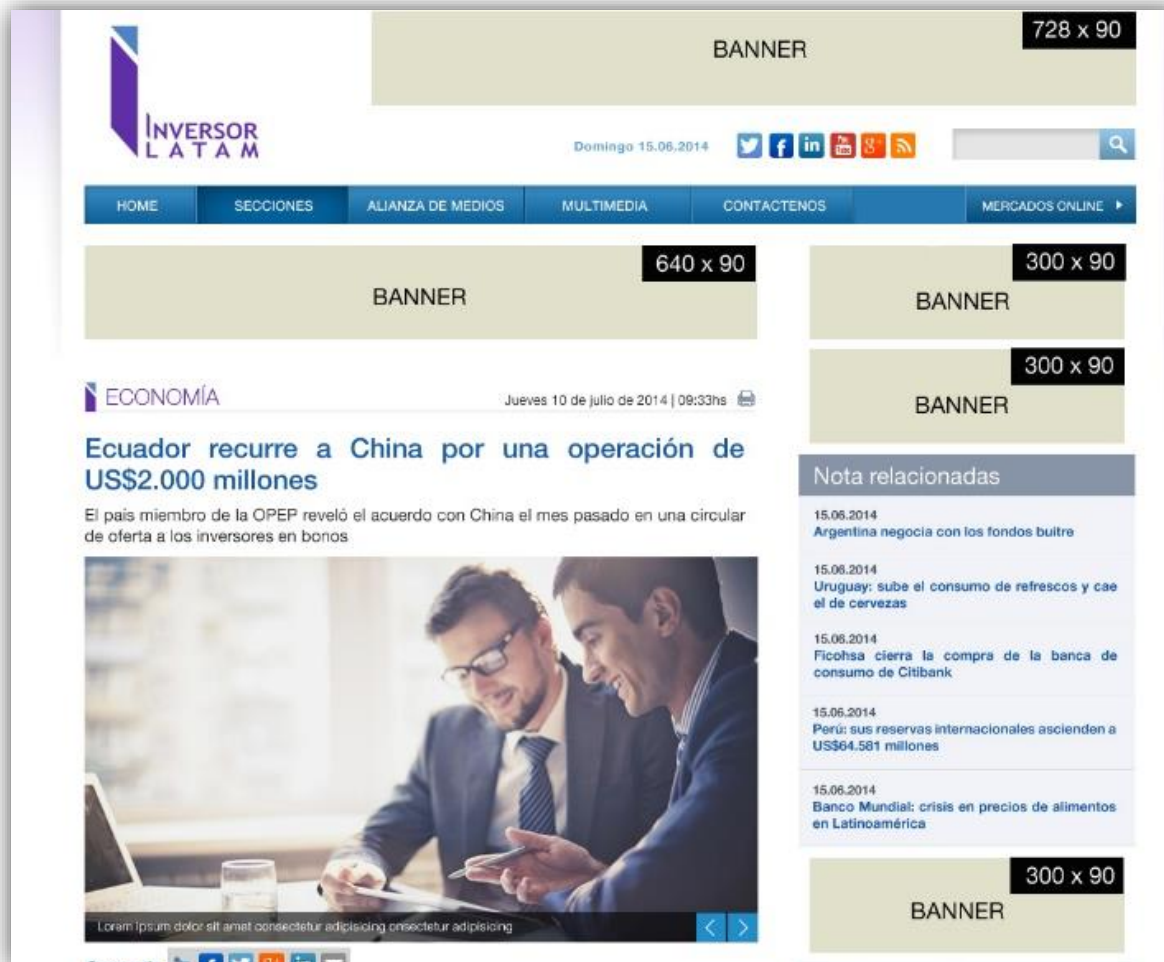 BANNER
728 x 90
INVERSOR
LATAM
Domingo 15.06.2014
HOME
SECCIONES
ALIANZA DE MEDIOS
MULTIMEDIA
CONTACTENOS
MERCADOS ONLINE
640 x 90
BANNER
300 x 90
BANNER
300 x 90
BANNER
ECONOMÍA
Jueves 10 de julio de 2014 | 09:33hs
Ecuador recurre a China por una operación de
US$2.000 millones
El país miembro de la OPEP reveló el acuerdo con China el mes pasado en una circular
de oferta a los inversores en bonos
Lorem ipsum dolor sit amet consectetur adipisicing onsectetur adipisicing
Nota relacionadas
15.06.2014
Argentina negocia con los fondos buitre
15.06.2014
Uruguay: sube el consumo de refrescos y cae
el de cervezas
15.06.2014
Ficohsa cierra la compra de la banca de
consumo de Citibank
15.06.2014
Perú: sus reservas internacionales ascienden a
US$64.581 millones
15.06.2014
Banco Mundial: crisis en precios de alimentos
en Latinoamérica
300 x 90
BANNER